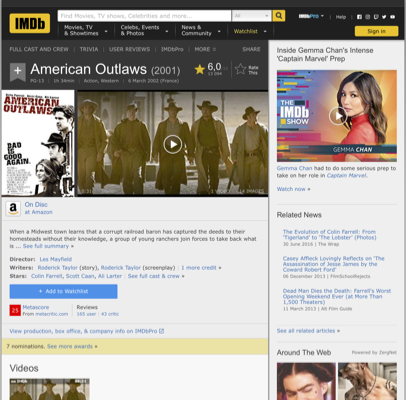 IMDb
Find Movies, TV shows, Celebrities and more...
All
IMDbPro
Help
Movies, TV & Showtimes
Celebs, Events & Photos
News & Community
Watchlist
Sign in
FULL CAST AND CREW | TRIVIA | USER REVIEWS | IMDbPro | MORE
SHARE
American Outlaws (2001)
6,0
Rate This
PG-13 | 1h 34min | Action, Western | 6 March 2002 (France)
AMERICAN OUTLAWS
BAD IS GOOD AGAIN.
On Disc
at Amazon
When a Midwest town learns that a corrupt railroad baron has captured the deeds to their
homesteads without their knowledge, a group of young ranchers join forces to take back what
is ... See full summary »
Director: Les Mayfield
Writers: Roderick Taylor (story), Roderick Taylor (screenplay) | 1 more credit »
Stars: Colin Farrell, Scott Caan, Ali Larter | See full cast & crew »
+ Add to Watchlist
25
Metascore
From metacritic.com
Reviews
165 user | 43 critic
View production, box office, & company info on IMDbPro
7 nominations. See more awards »
Videos
Inside Gemma Chan's Intense
'Captain Marvel' Prep
THE IMDb SHOW
GEMMA CHAN
Gemma Chan had to do some serious prep to
take on her role in Captain Marvel.
Watch now »
Related News
The Evolution of Colin Farrell: From
'Tigerland' to 'The Lobster' (Photos)
30 June 2016 | The Wrap
Casey Affleck Lovingly Reflects on 'The
Assassination of Jesse James by the
Coward Robert Ford'
06 December 2013 | FilmSchoolRejects
Dead Man Dies the Death: Farrell's Worst
Opening Weekend Ever (at More Than
1,500 Theaters)
11 March 2013 | Alt Film Guide
See all related articles »
Around The Web
Powered by ZergNet